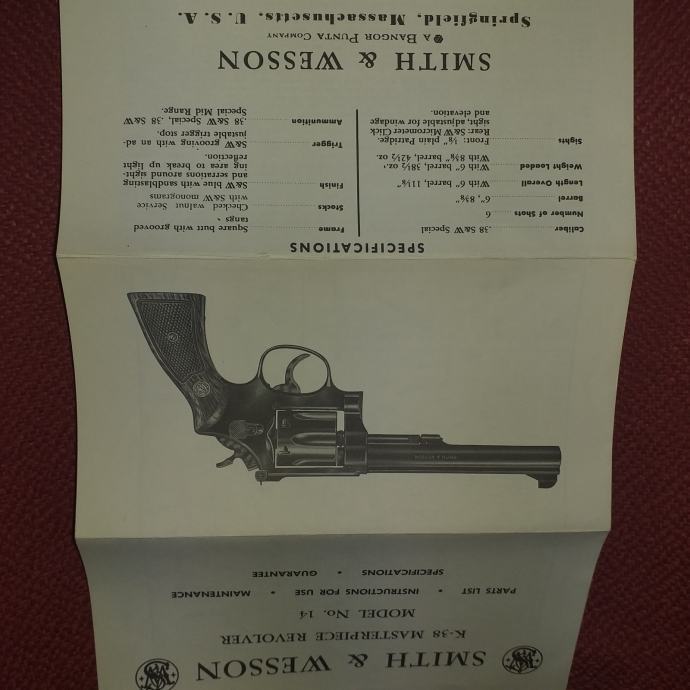 SMITH & WESSON
K-38 MASTERPIECE REVOLVER
MODEL No. 14
PARTS LIST • INSTRUCTIONS FOR USE • MAINTENANCE
SPECIFICATIONS • GUARANTEE
SPECIFICATIONS
Caliber .38 S&W Special
Number of Shots 6
Barrel 6", 8⅜"
Length Overall With 6" barrel, 11⅛"
Weight Loaded With 6" barrel, 38½ oz.
With 8⅜" barrel, 42½ oz.
Sights Front: ⅛" plain Patridge.
Rear: S&W Micrometer Click
sight, adjustable for windage
and elevation.
Frame Square butt with grooved
tangs
Stocks Checked walnut Service
with S&W monograms
Finish S&W blue with sandblasting
and serrations around sight-
ing area to break up light
reflection.
Trigger S&W grooving with an ad-
justable trigger stop.
Ammunition .38 S&W Special, .38 S&W
Special Mid Range.
SMITH & WESSON
A BANGOR PUNTA COMPANY
Springfield, Massachusetts, U. S. A.